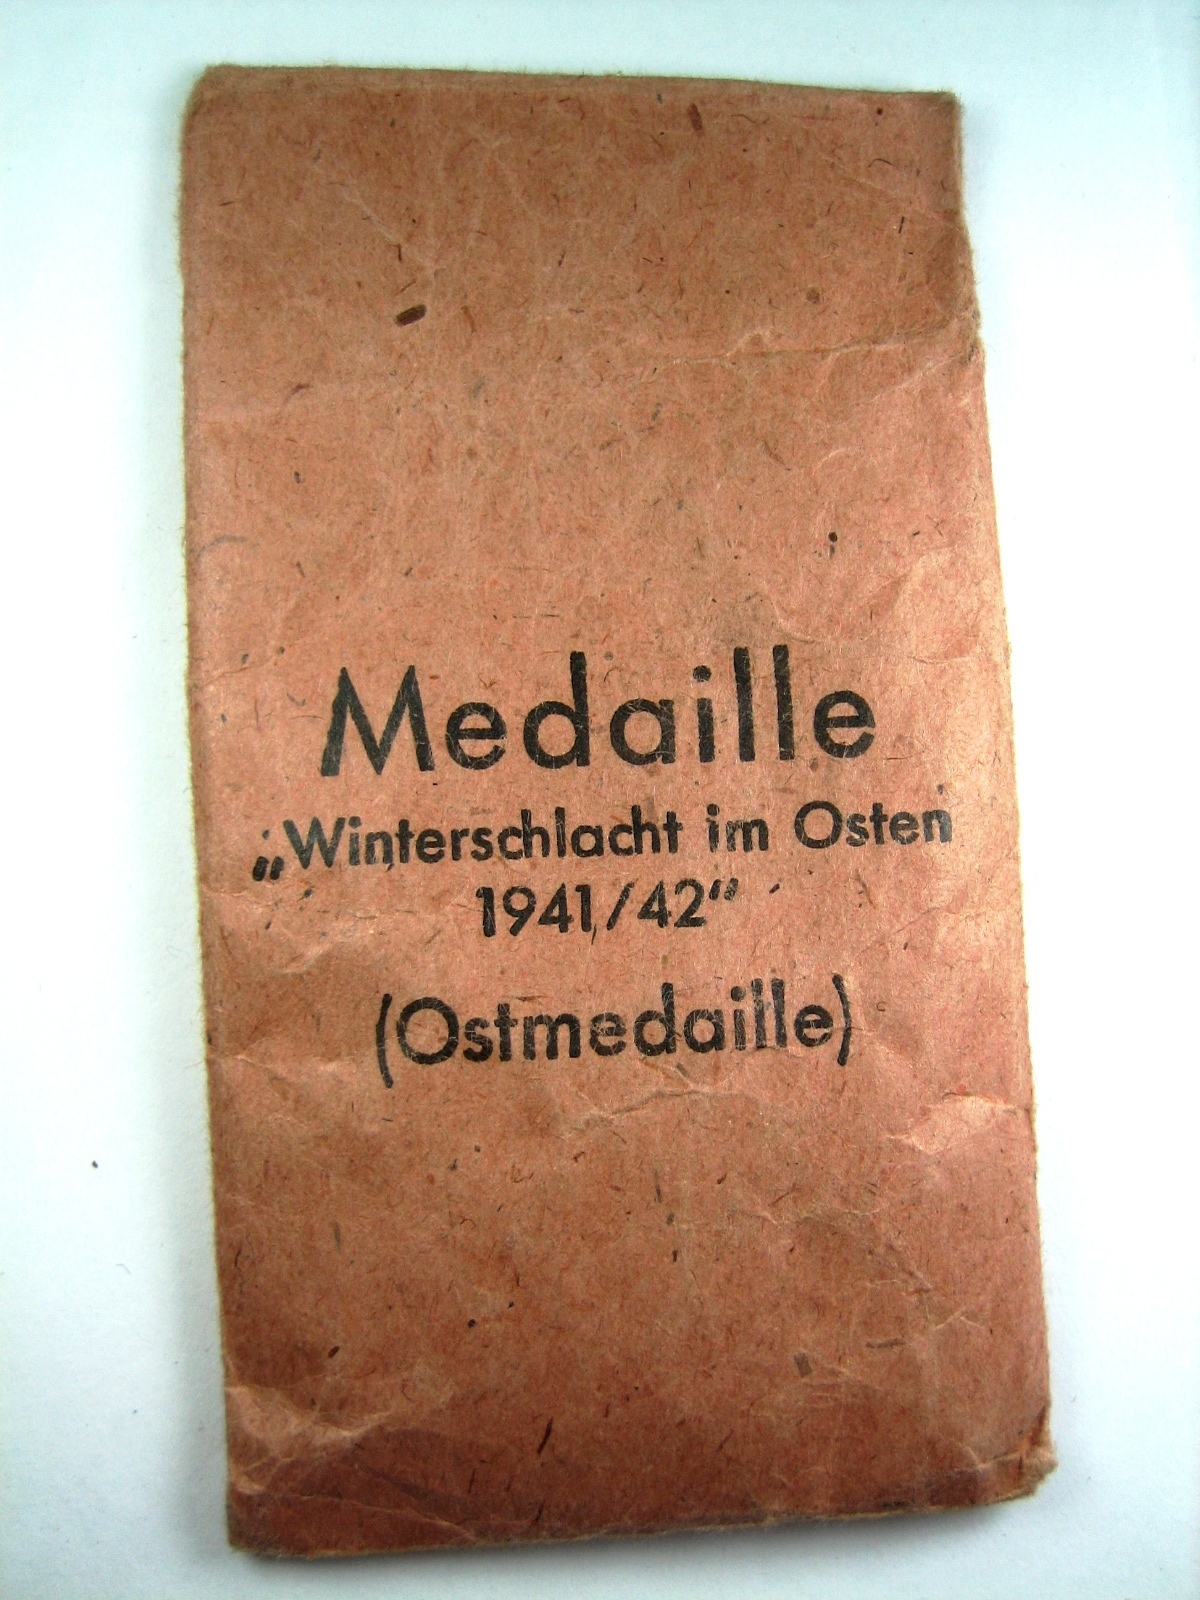 Medaille
„Winterschlacht im Osten
1941/42“
(Ostmedaille)